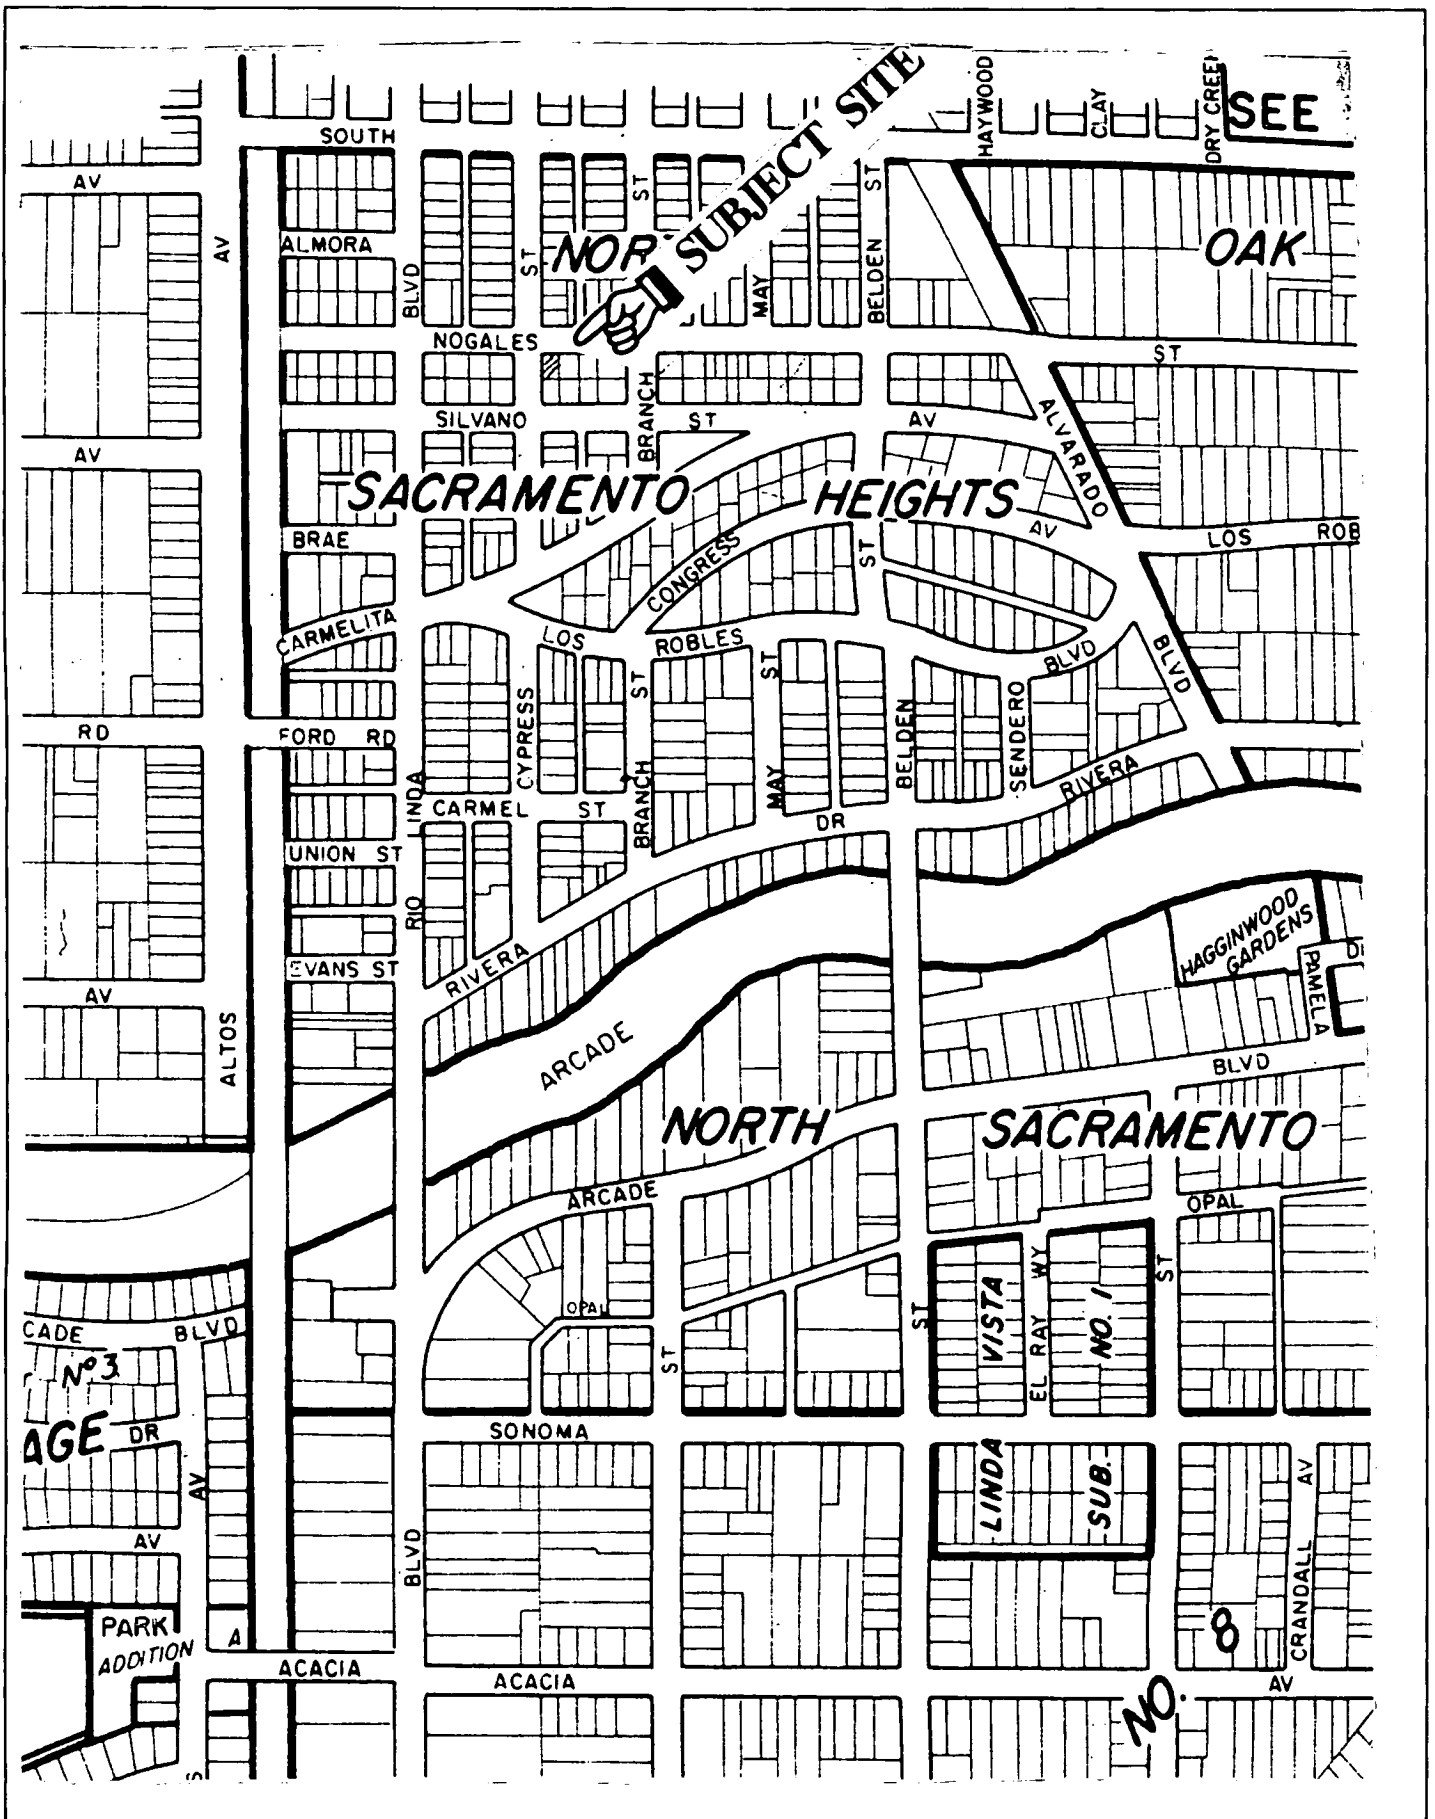 HAYWOOD
CLAY
DRY CREE
SEE
SUBJECT SITE
SOUTH
AV
AV
ST
ST
ALMORA
ST
NOR
OAK
BLVD
MAY
BELDEN
NOGALES
ST
BRANCH
SILVANO
ST
AV
ALVARADO
AV
SACRAMENTO
HEIGHTS
BRAE
CONGRESS
ST
AV
LOS
ROB
CARMELITA
LOS
ROBLES
BLVD
BLVD
ST
ST
CYPRESS
BELDEN
SENDERO
RD
FORD RD
LINDA
CARMEL
ST
BRANCH
MAY
DR
RIVERA
UNION ST
RIO
HAGGINWOOD
GARDENS
EVANS ST
RIVERA
AV
PAMELA
D
ALTOS
ARCADE
BLVD
NORTH
SACRAMENTO
ARCADE
OPAL
ST
OPAL
ST
ST
VISTA
EL RAY WY
NO. 1
CADE
BLVD
Nº 3
AGE
DR
SONOMA
AV
LINDA
SUB.
AV
AV
BLVD
CRANDALL
PARK
ADDITION
A
8
ACACIA
ACACIA
AV
NO.
S